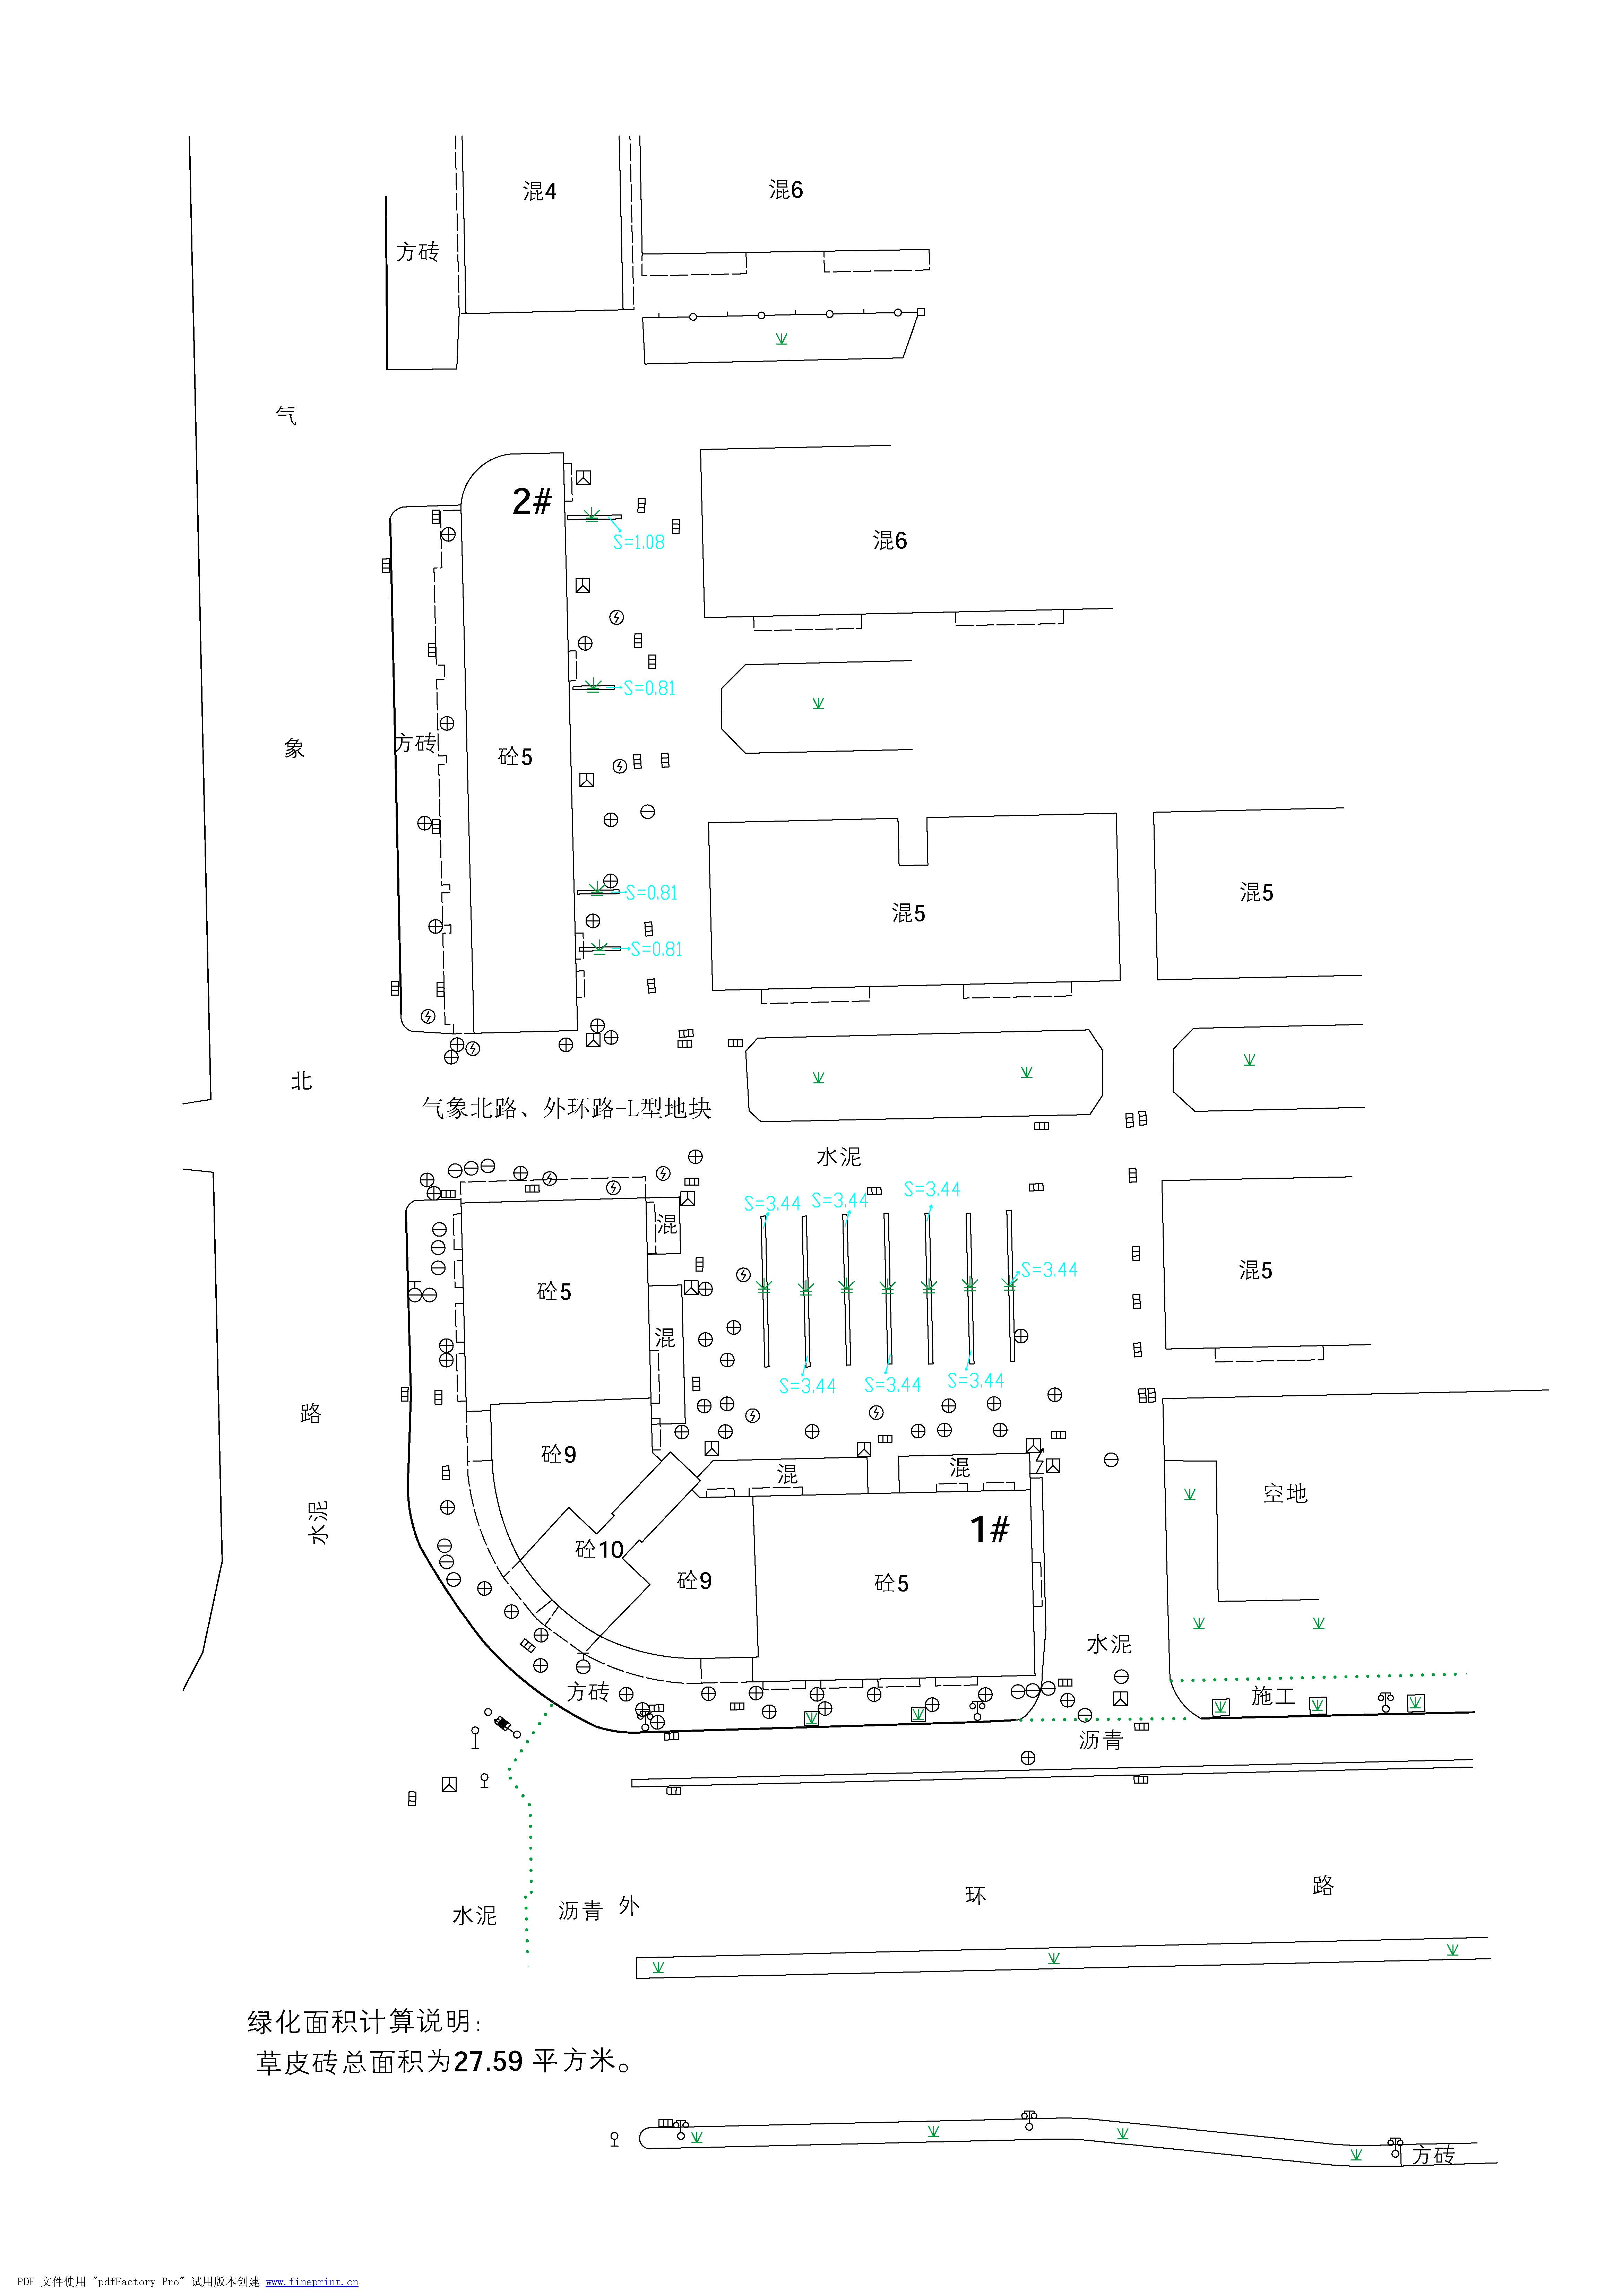 混4
混6
方砖
气
2#
S=1.08
混6
S=0.81
象
方砖
砼5
S=0.81
混5
混5
S=0.81
北
气象北路、外环路-L型地块
水泥
S=3.44
S=3.44
S=3.44
混
S=3.44
混5
砼5
混
S=3.44
S=3.44
S=3.44
路
砼9
混
混
空地
水泥
1#
砼10
砼9
砼5
水泥
方砖
施工
沥青
外
环
路
水泥
沥青
绿化面积计算说明:
草皮砖总面积为27.59 平方米。
方砖
PDF 文件使用 "pdfFactory Pro" 试用版本创建 www.fineprint.cn